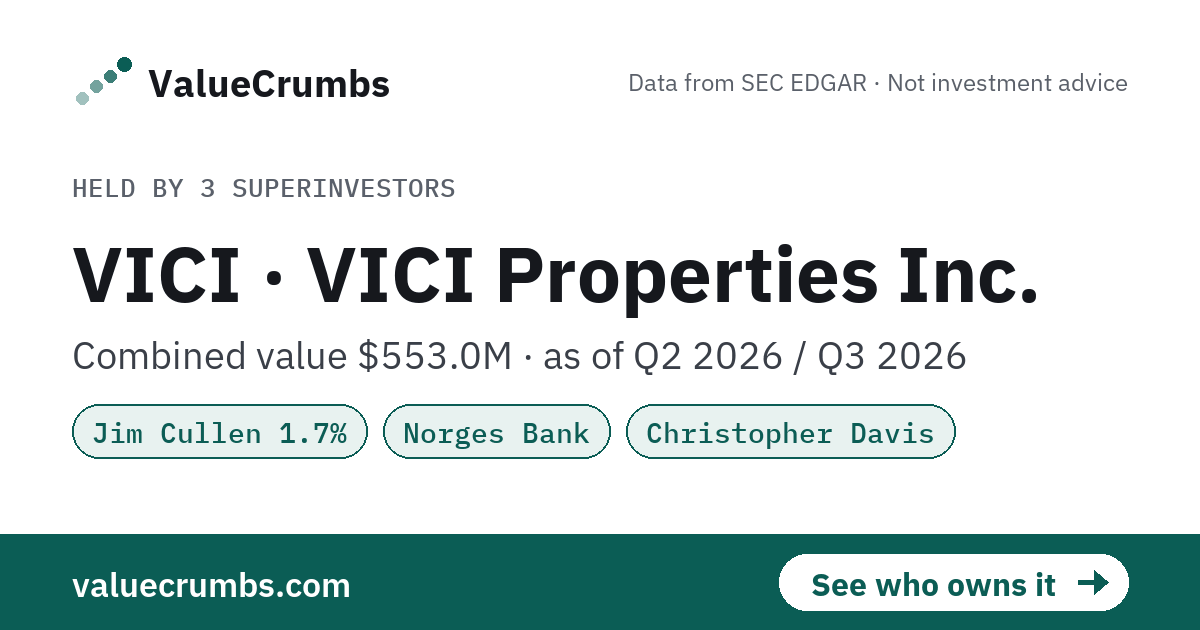 ValueCrumbs
Data from SEC EDGAR · Not investment advice
HELD BY 3 SUPERINVESTORS
VICI · VICI Properties Inc.
Combined value $553.0M · as of Q2 2026 / Q3 2026
Jim Cullen 1.7%
Norges Bank
Christopher Davis
valuecrumbs.com
See who owns it →